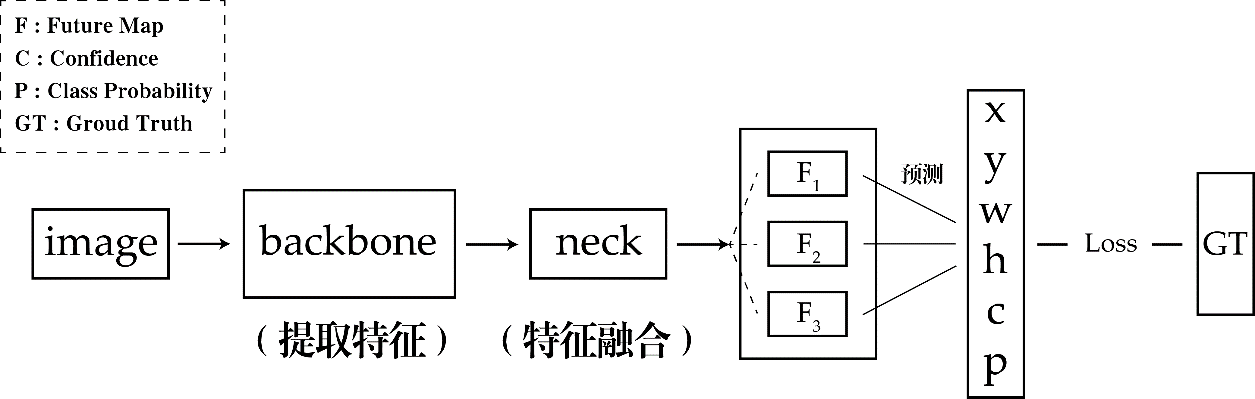 F : Future Map
C : Confidence
P : Class Probability
GT : Groud Truth
image
backbone
（提取特征）
neck
（特征融合）
F1
F2
F3
预测
x
y
w
h
c
p
Loss
GT